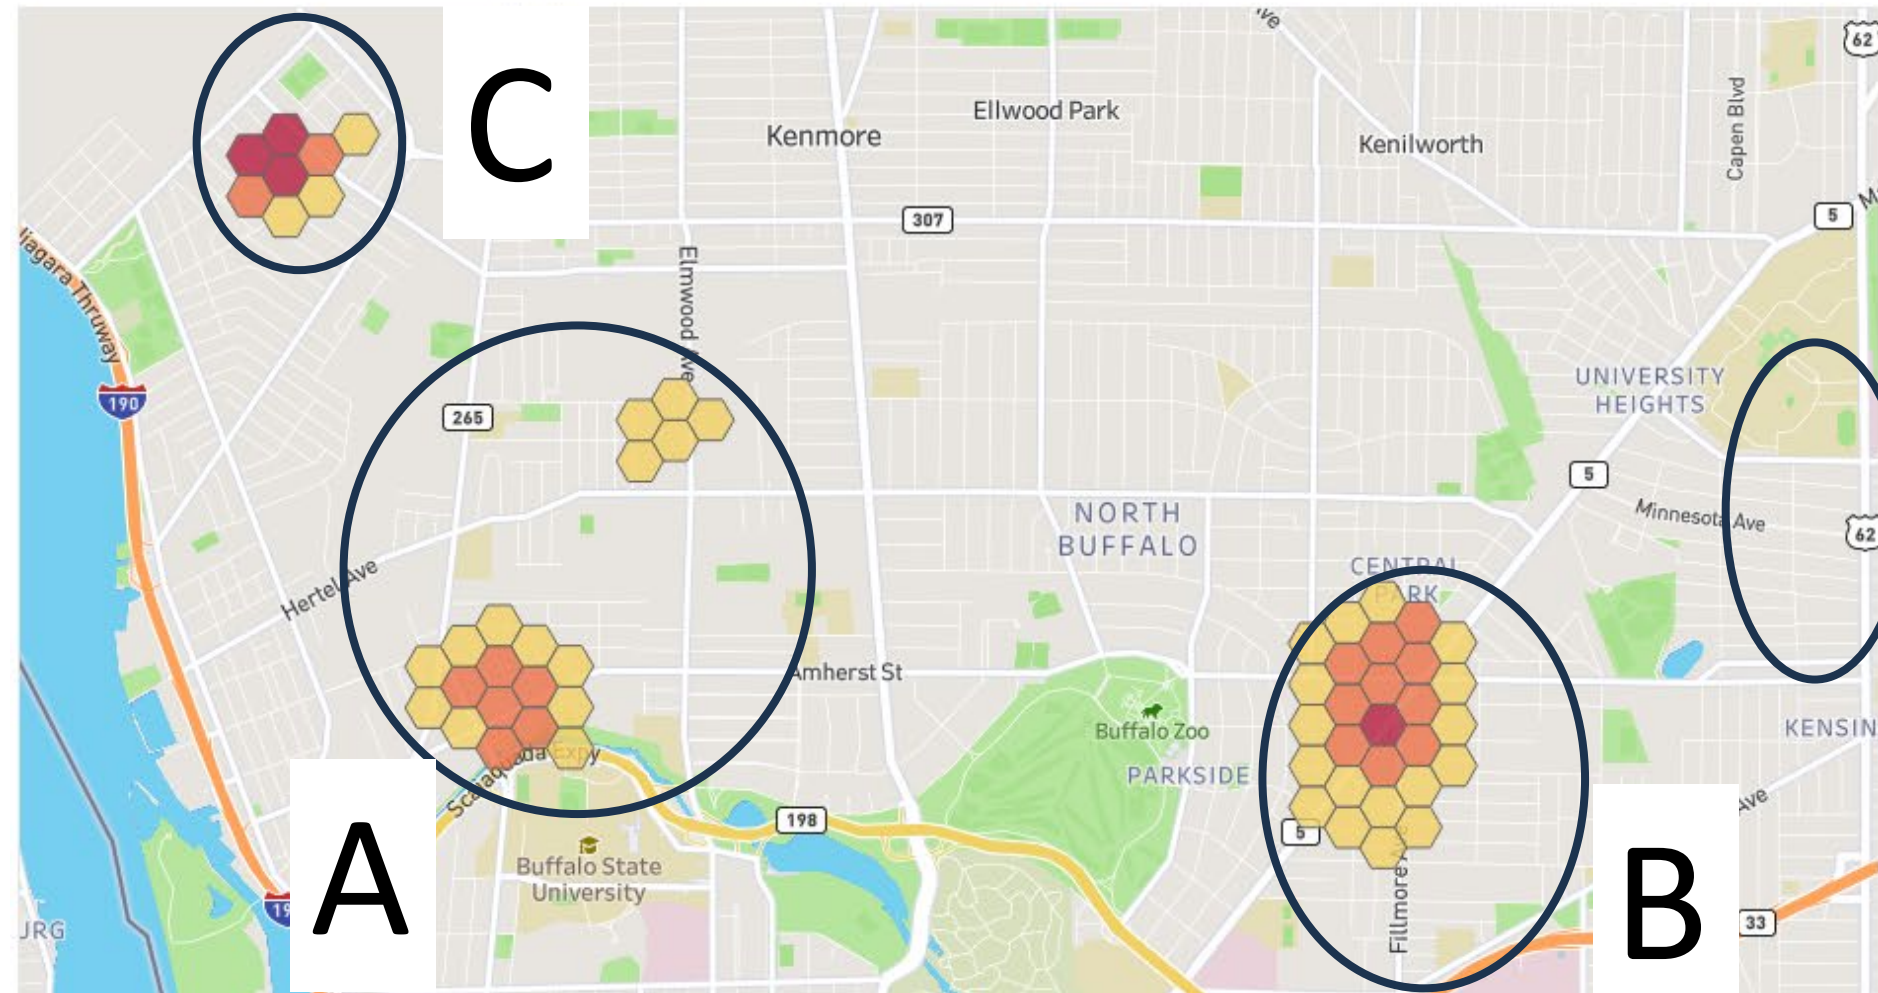 C
Ellwood Park
Kenmore
Kenilworth
Capen Blvd
62
5
307
Niagara Thruway
Elmwood Ave
190
265
UNIVERSITY
HEIGHTS
5
NORTH
BUFFALO
Minnesota Ave
62
Hertel Ave
CENTRAL
PARK
Amherst St
Buffalo Zoo
PARKSIDE
KENSIN
Scajaquada Expy
A
198
5
Ave
Buffalo State
University
Fillmore A
B
33
19
URG